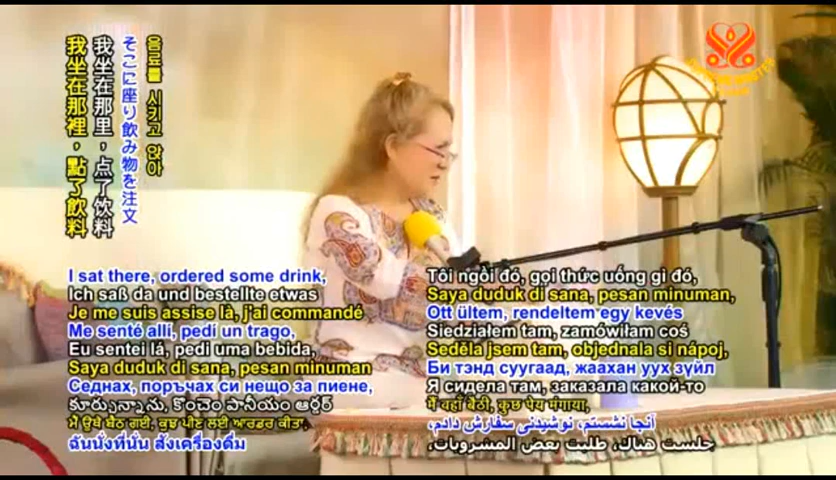 음료를 시키고 앉아
そこに座り飲み物を注文
我坐在那里，点了饮料
我坐在那裡，點了飲料
I sat there, ordered some drink,
Ich saß da und bestellte etwas
Je me suis assise là, j'ai commandé
Me senté allí, pedí un trago,
Eu sentei lá, pedi uma bebida,
Saya duduk di sana, pesan minuman
Седнах, поръчах си нещо за пиене,
కూర్చున్నాను, కొంచెం పానీయం ఆర్డర్
ਮੈਂ ਉਥੇ ਬੈਠ ਗਈ, ਕੁਝ ਪੀਣ ਲਈ ਆਰਡਰ ਕੀਤਾ,
ฉันนั่งที่นั่น สั่งเครื่องดื่ม
Tôi ngồi đó, gọi thức uống gì đó,
Saya duduk di sana, pesan minuman,
Ott ültem, rendeltem egy kevés
Siedziałem tam, zamówiłam coś
Seděla jsem tam, objednala si nápoj,
Би тэнд суугаад, жаахан уух зүйл
Я сидела там, заказала какой-то
मैं वहाँ बैठी, कुछ पेय मंगाया,
آنجا نشستم، نوشیدنی سفارش دادم،
جلست هناك، طلبت بعض المشروبات،